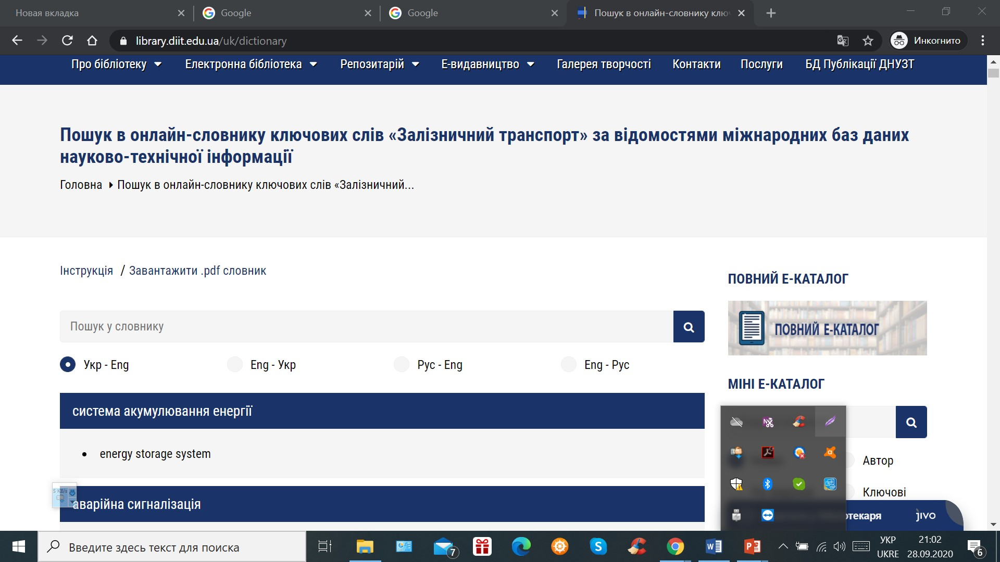 Новая вкладка
Google
Google
Пошук в онлайн-словнику клю
library.diit.edu.ua/uk/dictionary
Инкогнито
Про бібліотеку
Електронна бібліотека
Репозитарій
Е-видавництво
Галерея творчості
Контакти
Послуги
БД Публікації ДНУЗТ
Пошук в онлайн-словнику ключових слів «Залізничний транспорт» за відомостями міжнародних баз даних
науково-технічної інформації
Головна
Пошук в онлайн-словнику ключових слів «Залізничний...
Інструкція / Завантажити .pdf словник
Пошук у словнику
Укр - Eng
Eng - Укр
Рус - Eng
Eng - Рус
система акумулювання енергії
energy storage system
аварійна сигналізація
5 KB/s
ПОВНИЙ Е-КАТАЛОГ
ПОВНИЙ Е-КАТАЛОГ
МІНІ Е-КАТАЛОГ
Автор
Ключові
отекаря
jivo
Введите здесь текст для поиска
7
УКР
UKRE
21:02
28.09.2020
6